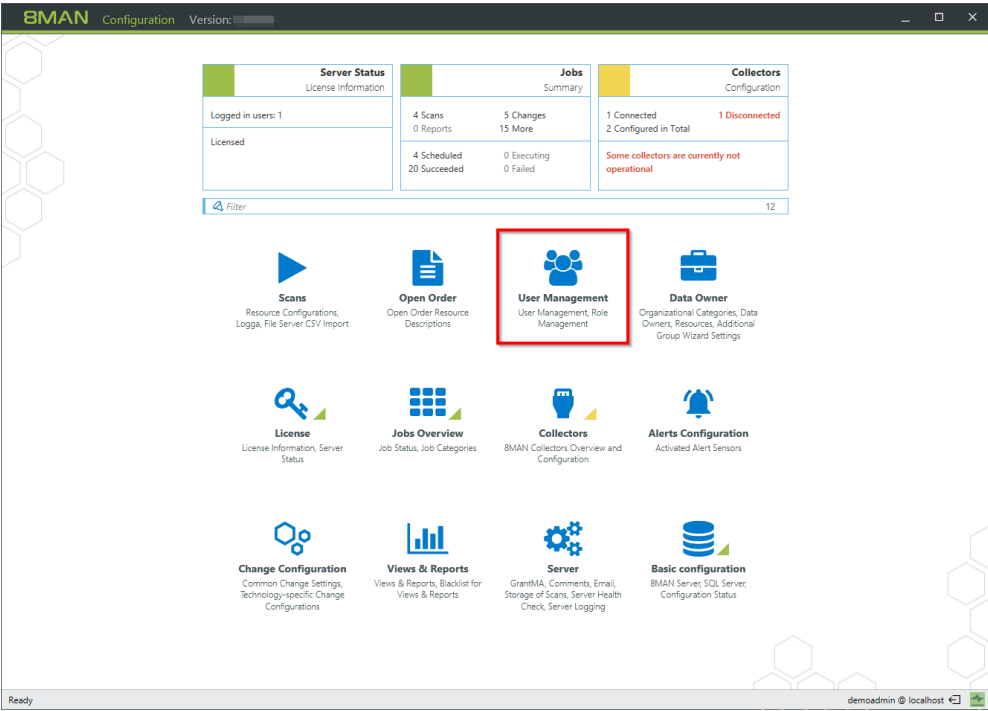 8MAN Configuration Version:
Server Status
License Information
Logged in users: 1
Licensed
Jobs
Summary
4 Scans 5 Changes
0 Reports 15 More
4 Scheduled 0 Executing
20 Succeeded 0 Failed
Collectors
Configuration
1 Connected 1 Disconnected
2 Configured in Total
Some collectors are currently not
operational
Filter 12
Scans
Resource Configurations,
Logga, File Server CSV Import
Open Order
Open Order Resource
Descriptions
User Management
User Management, Role
Management
Data Owner
Organizational Categories, Data
Owners, Resources, Additional
Group Wizard Settings
License
License Information, Server
Status
Jobs Overview
Job Status, Job Categories
Collectors
8MAN Collectors Overview and
Configuration
Alerts Configuration
Activated Alert Sensors
Change Configuration
Common Change Settings,
Technology-specific Change
Configurations
Views & Reports
Views & Reports, Blacklist for
Views & Reports
Server
GrantMA, Comments, Email,
Storage of Scans, Server Health
Check, Server Logging
Basic configuration
8MAN Server, SQL Server,
Configuration Status
Ready demoadmin @ localhost